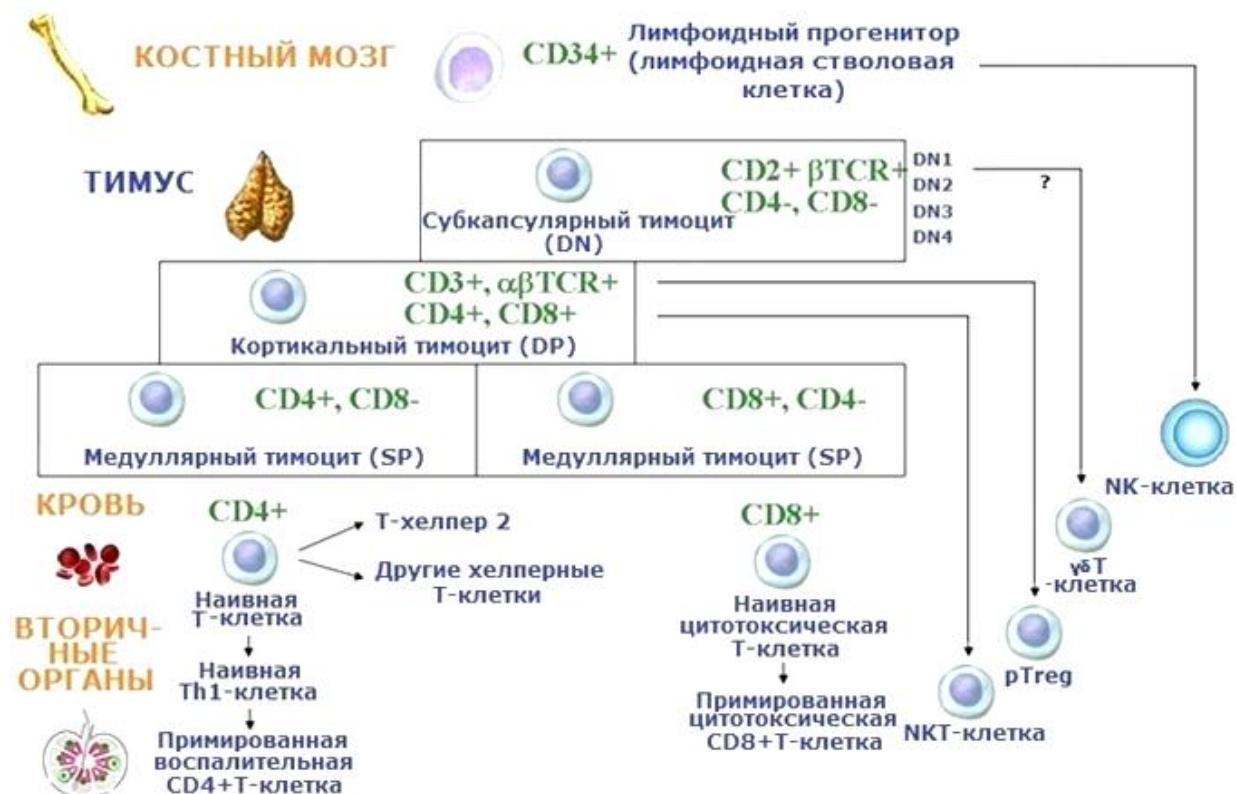 КОСТНЫЙ МОЗГ
CD34+
Лимфоидный прогенитор
(лимфоидная стволовая
клетка)
ТИМУС
CD2+ βTCR+
CD4-, CD8-
Субкапсулярный тимоцит
(DN)
DN1
DN2
DN3
DN4
?
CD3+, αβTCR+
CD4+, CD8+
Кортикальный тимоцит (DP)
CD4+, CD8-
Медуллярный тимоцит (SP)
CD8+, CD4-
Медуллярный тимоцит (SP)
NK-клетка
КРОВЬ
CD4+
Т-хелпер 2
Другие хелперные
Т-клетки
Наивная
Т-клетка
CD8+
Наивная
цитотоксическая
Т-клетка
γδT
-клетка
ВТОРИЧ-
НЫЕ
ОРГАНЫ
Наивная
Th1-клетка
Примированная
воспалительная
CD4+Т-клетка
Примированная
цитотоксическая
CD8+Т-клетка
pTreg
NKT-клетка